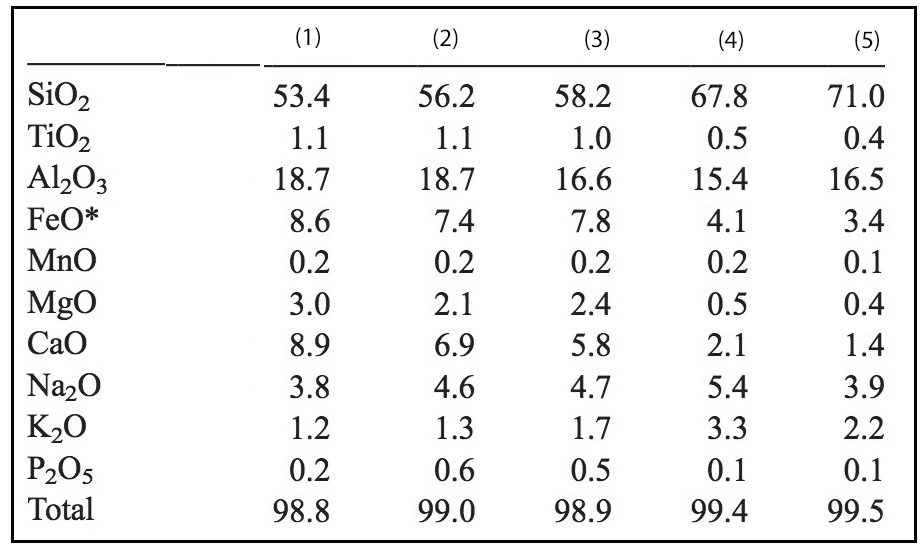 (1) (2) (3) (4) (5)
SiO₂ 53.4 56.2 58.2 67.8 71.0
TiO₂ 1.1 1.1 1.0 0.5 0.4
Al₂O₃ 18.7 18.7 16.6 15.4 16.5
FeO* 8.6 7.4 7.8 4.1 3.4
MnO 0.2 0.2 0.2 0.2 0.1
MgO 3.0 2.1 2.4 0.5 0.4
CaO 8.9 6.9 5.8 2.1 1.4
Na₂O 3.8 4.6 4.7 5.4 3.9
K₂O 1.2 1.3 1.7 3.3 2.2
P₂O₅ 0.2 0.6 0.5 0.1 0.1
Total 98.8 99.0 98.9 99.4 99.5